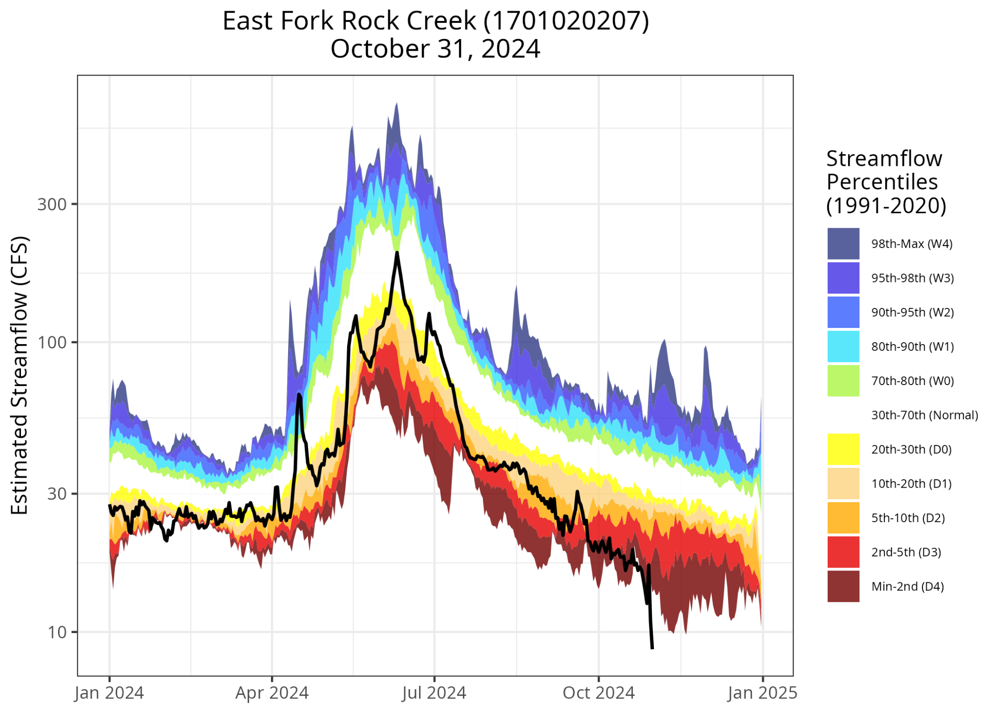 East Fork Rock Creek (1701020207)
October 31, 2024
Estimated Streamflow (CFS)
300
100
30
10
Jan 2024
Apr 2024
Jul 2024
Oct 2024
Jan 2025
Streamflow
Percentiles
(1991-2020)
98th-Max (W4)
95th-98th (W3)
90th-95th (W2)
80th-90th (W1)
70th-80th (W0)
30th-70th (Normal)
20th-30th (D0)
10th-20th (D1)
5th-10th (D2)
2nd-5th (D3)
Min-2nd (D4)